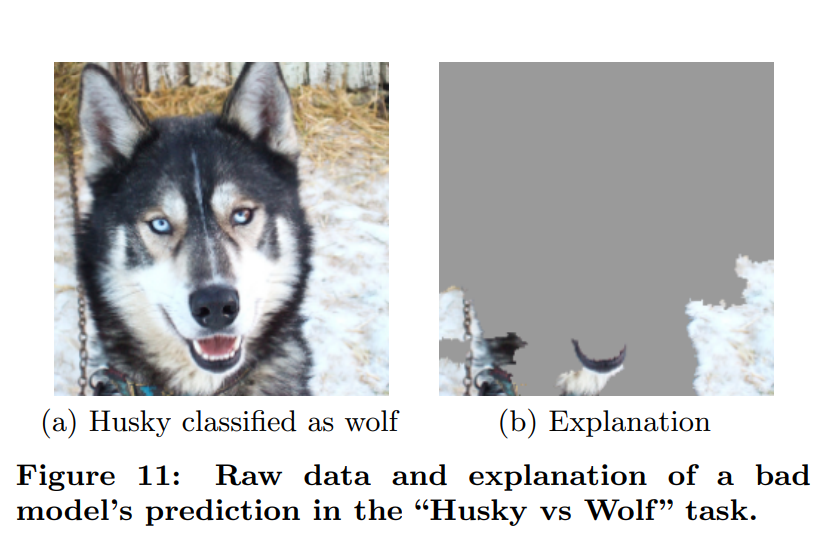 (a) Husky classified as wolf
(b) Explanation
Figure 11: Raw data and explanation of a bad
model’s prediction in the “Husky vs Wolf” task.